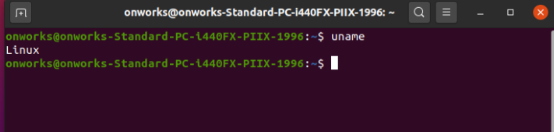 onworks@onworks-Standard-PC-i440FX-PIIX-1996: ~
onworks@onworks-Standard-PC-i440FX-PIIX-1996:~$ uname
Linux
onworks@onworks-Standard-PC-i440FX-PIIX-1996:~$